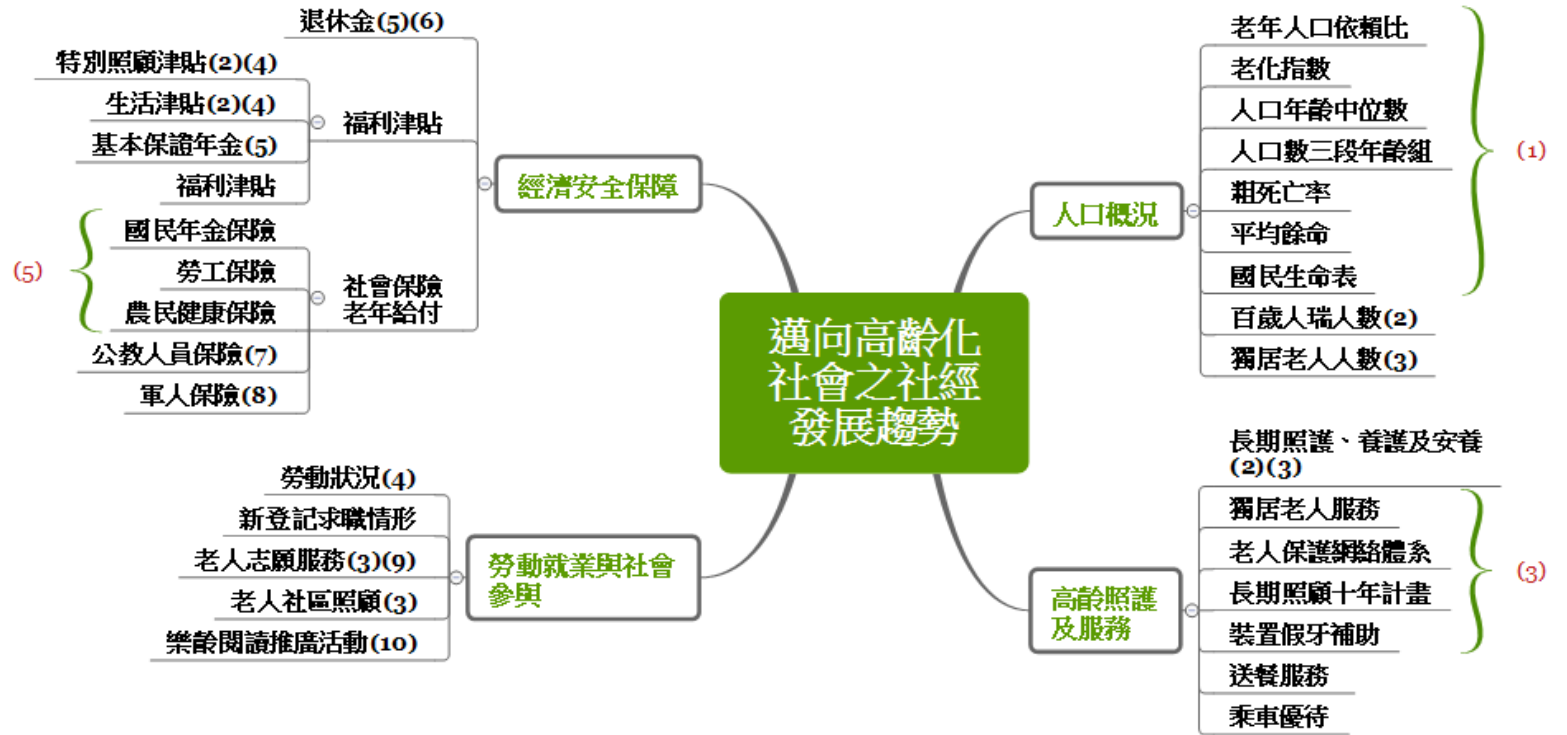 邁向高齡化
社會之社經
發展趨勢
經濟安全保障
退休金(5)(6)
福利津貼
特別照顧津貼(2)(4)
生活津貼(2)(4)
基本保證年金(5)
福利津貼
社會保險
老年給付
國民年金保險
勞工保險
農民健康保險
(5)
公教人員保險(7)
軍人保險(8)
勞動就業與社會
參與
勞動狀況(4)
新登記求職情形
老人志願服務(3)(9)
老人社區照顧(3)
樂齡閱讀推廣活動(10)
人口概況
老年人口依賴比
老化指數
人口年齡中位數
人口數三段年齡組
粗死亡率
平均餘命
國民生命表
(1)
百歲人瑞人數(2)
獨居老人人數(3)
高齡照護
及服務
長期照護、養護及安養
(2)(3)
獨居老人服務
老人保護網絡體系
長期照顧十年計畫
裝置假牙補助
(3)
送餐服務
乘車優待